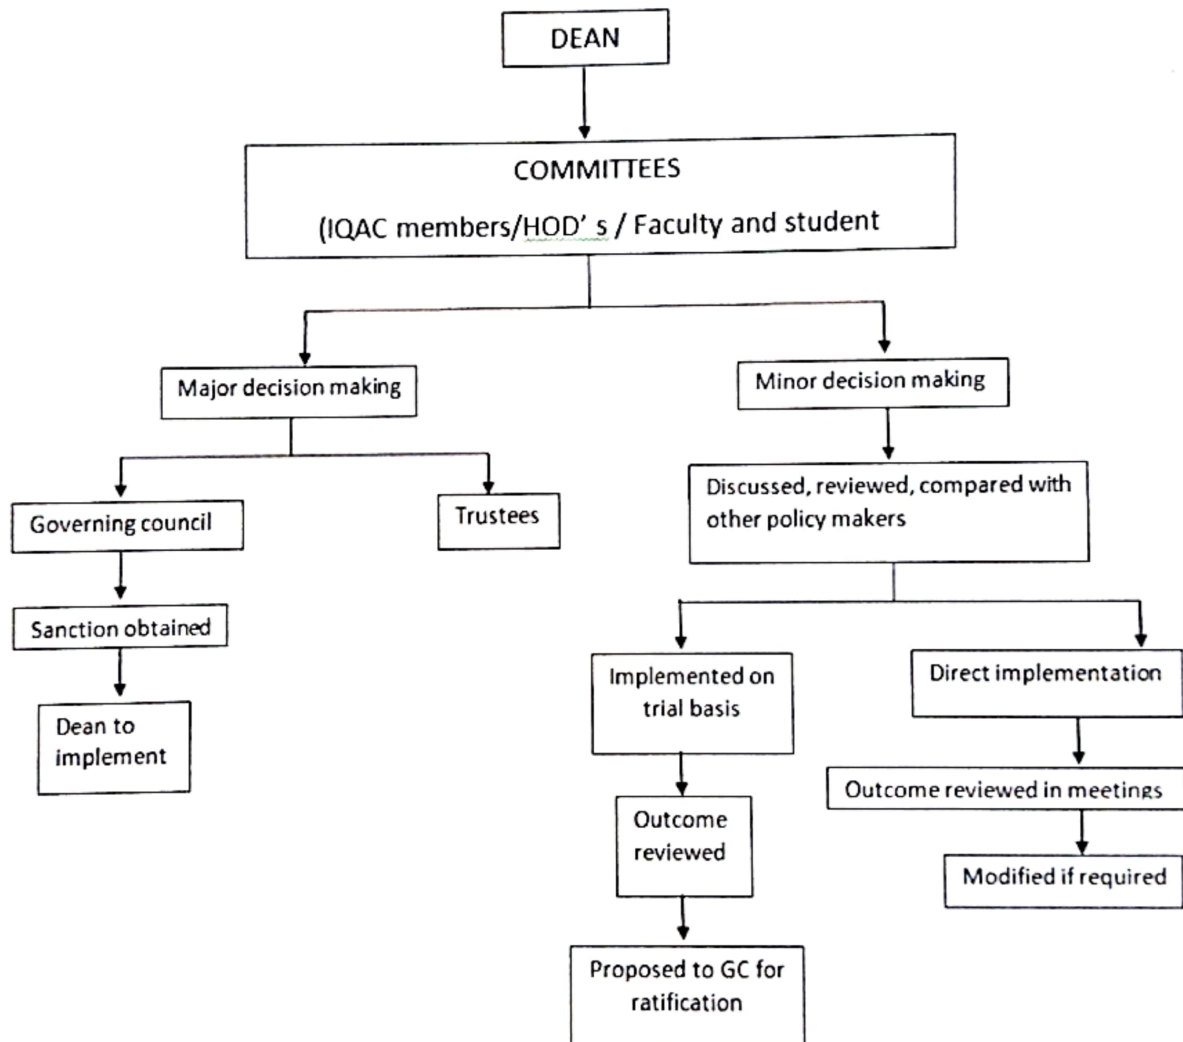 DEAN
COMMITTEES
(IQAC members/HOD' s / Faculty and student
Major decision making
Minor decision making
Governing council
Trustees
Discussed, reviewed, compared with
other policy makers
Sanction obtained
Dean to
implement
Implemented on
trial basis
Direct implementation
Outcome
reviewed
Outcome reviewed in meetings
Modified if required
Proposed to GC for
ratification